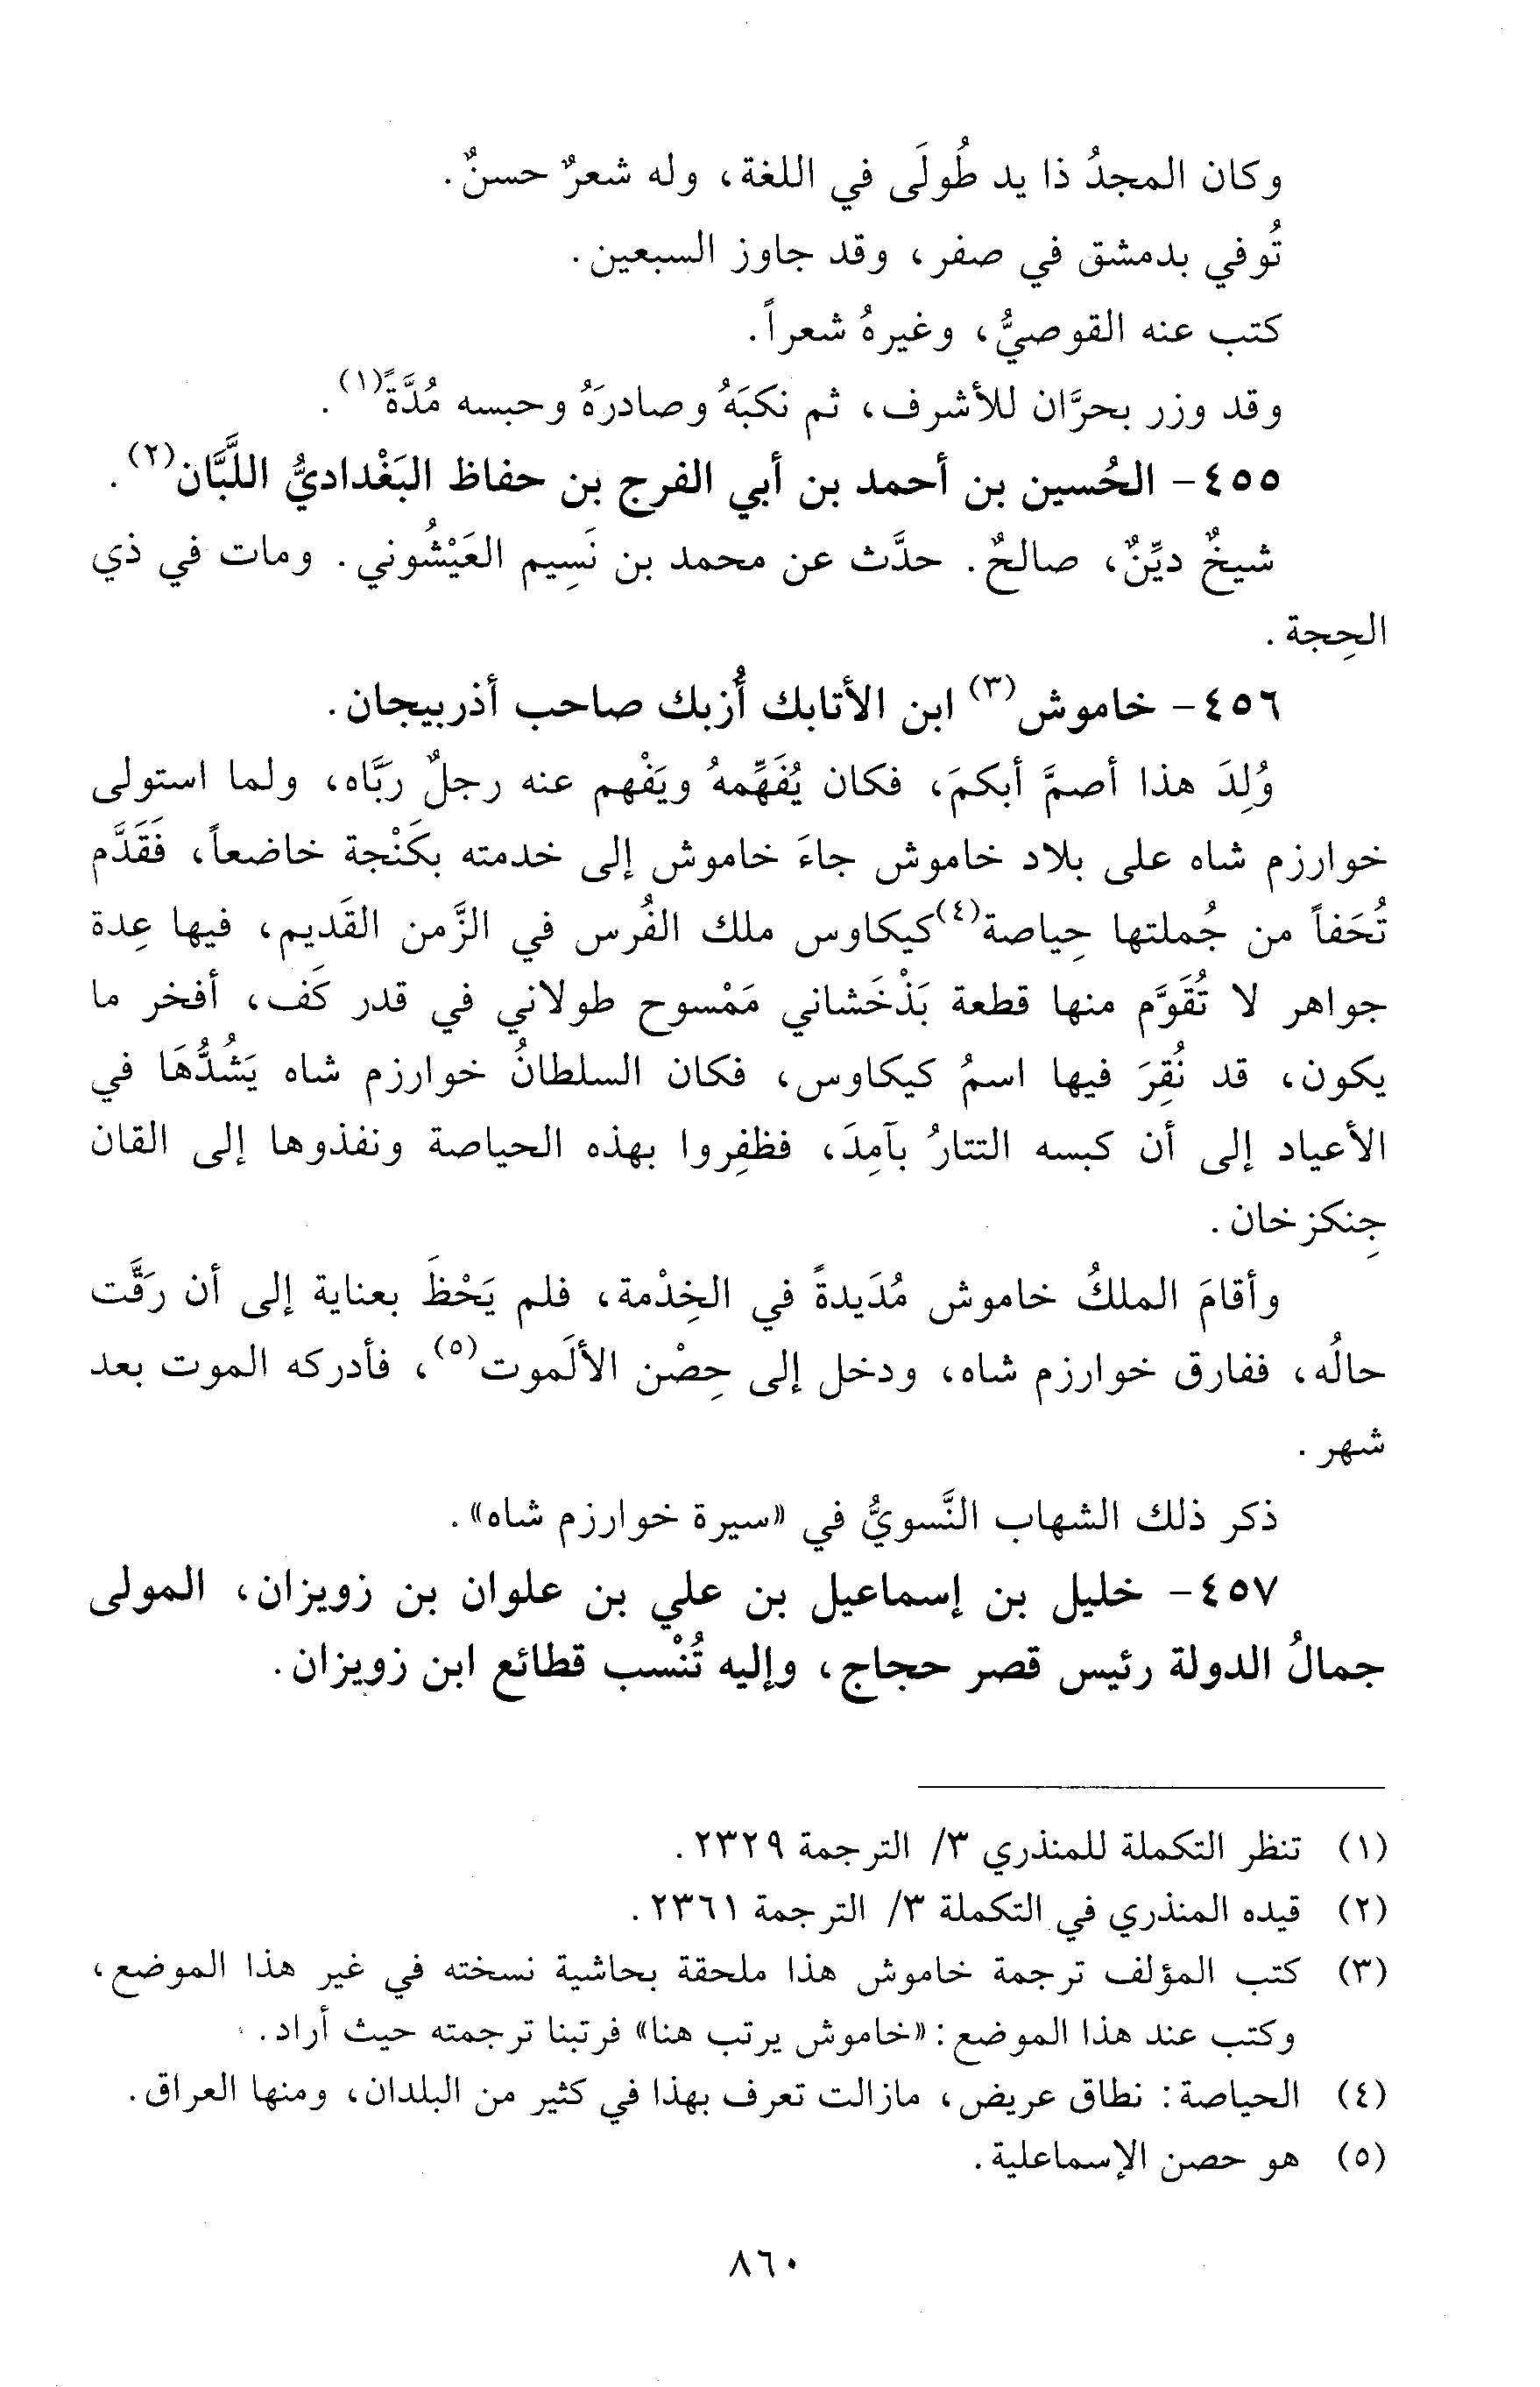 وكان المجدُ ذا يد طُولَى في اللغة، وله شعرٌ حسنٌ.
تُوفي بدمشق في صفر، وقد جاوز السبعين.
كتب عنه القوصيُّ، وغيرهُ شعراً.
وقد وزر بحرَّان للأشرف، ثم نكبَهُ وصادرَهُ وحبسه مُدَّةً(١).
٤٥٥- الحُسين بن أحمد بن أبي الفرج بن حفاظ البَغْداديُّ اللَّبَّان(٢).
شيخٌ ديِّنٌ، صالحٌ. حدَّث عن محمد بن نَسِيم العَيْشُوني. ومات في ذي
الحِجة.
٤٥٦- خاموش(٣) ابن الأتابك أُزبك صاحب أذربيجان.
وُلِدَ هذا أصمَّ أبكمَ، فكان يُفَهِّمهُ ويَفْهم عنه رجلٌ ربَّاه، ولما استولى
خوارزم شاه على بلاد خاموش جاءَ خاموش إلى خدمته بكَنْجة خاضعاً، فَقَدَّم
تُحَفاً من جُملتها حِياصة(٤) كيكاوس ملك الفُرس في الزَّمن القَديم، فيها عِدة
جواهر لا تُقَوَّم منها قطعة بَذْخَشاني مَمْسوح طولاني في قدر كَف، أفخر ما
يكون، قد نُقِرَ فيها اسمُ كيكاوس، فكان السلطانُ خوارزم شاه يَشُدُّهَا في
الأعياد إلى أن كبسه التتارُ بآمِدَ، فظفِروا بهذه الحياصة ونفذوها إلى القان
جِنكزخان.
وأقامَ الملكُ خاموش مُدَيدةً في الخِدْمة، فلم يَحْظَ بعناية إلى أن رَقَّت
حالُه، ففارق خوارزم شاه، ودخل إلى حِصْن الألَموت(٥)، فأدركه الموت بعد
شهر.
ذكر ذلك الشهاب النَّسويُّ في «سيرة خوارزم شاه».
٤٥٧- خليل بن إسماعيل بن علي بن علوان بن زويزان، المولى
جمالُ الدولة رئيس قصر حجاج، وإليه تُنْسب قطائع ابن زويزان.
(١) تنظر التكملة للمنذري ٣/ الترجمة ٢٣٢٩.
(٢) قيده المنذري في التكملة ٣/ الترجمة ٢٣٦١.
(٣) كتب المؤلف ترجمة خاموش هذا ملحقة بحاشية نسخته في غير هذا الموضع،
وكتب عند هذا الموضع: «خاموش يرتب هنا» فرتبنا ترجمته حيث أراد.
(٤) الحياصة: نطاق عريض، مازالت تعرف بهذا في كثير من البلدان، ومنها العراق.
(٥) هو حصن الإسماعلية.
٨٦٠